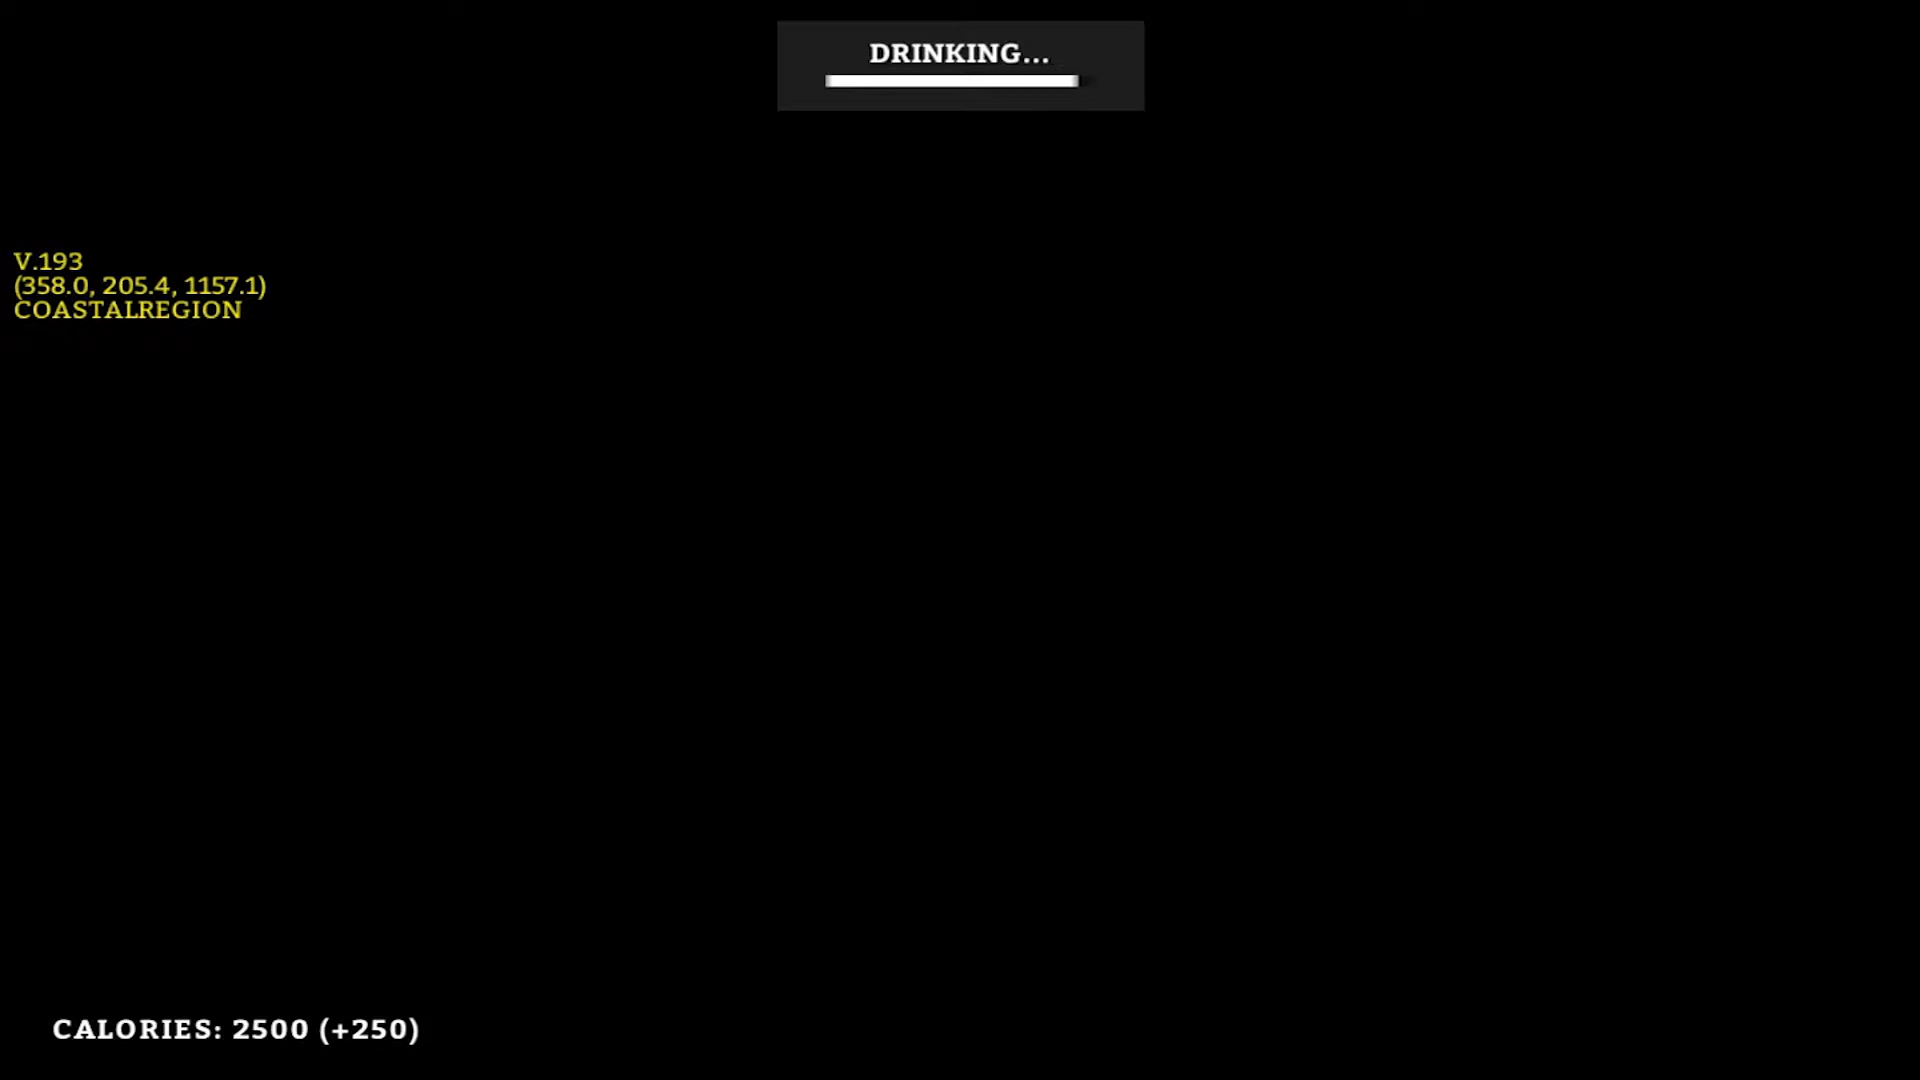 DRINKING...
V.193
(358.0, 205.4, 1157.1)
COASTALREGION
CALORIES: 2500 (+250)